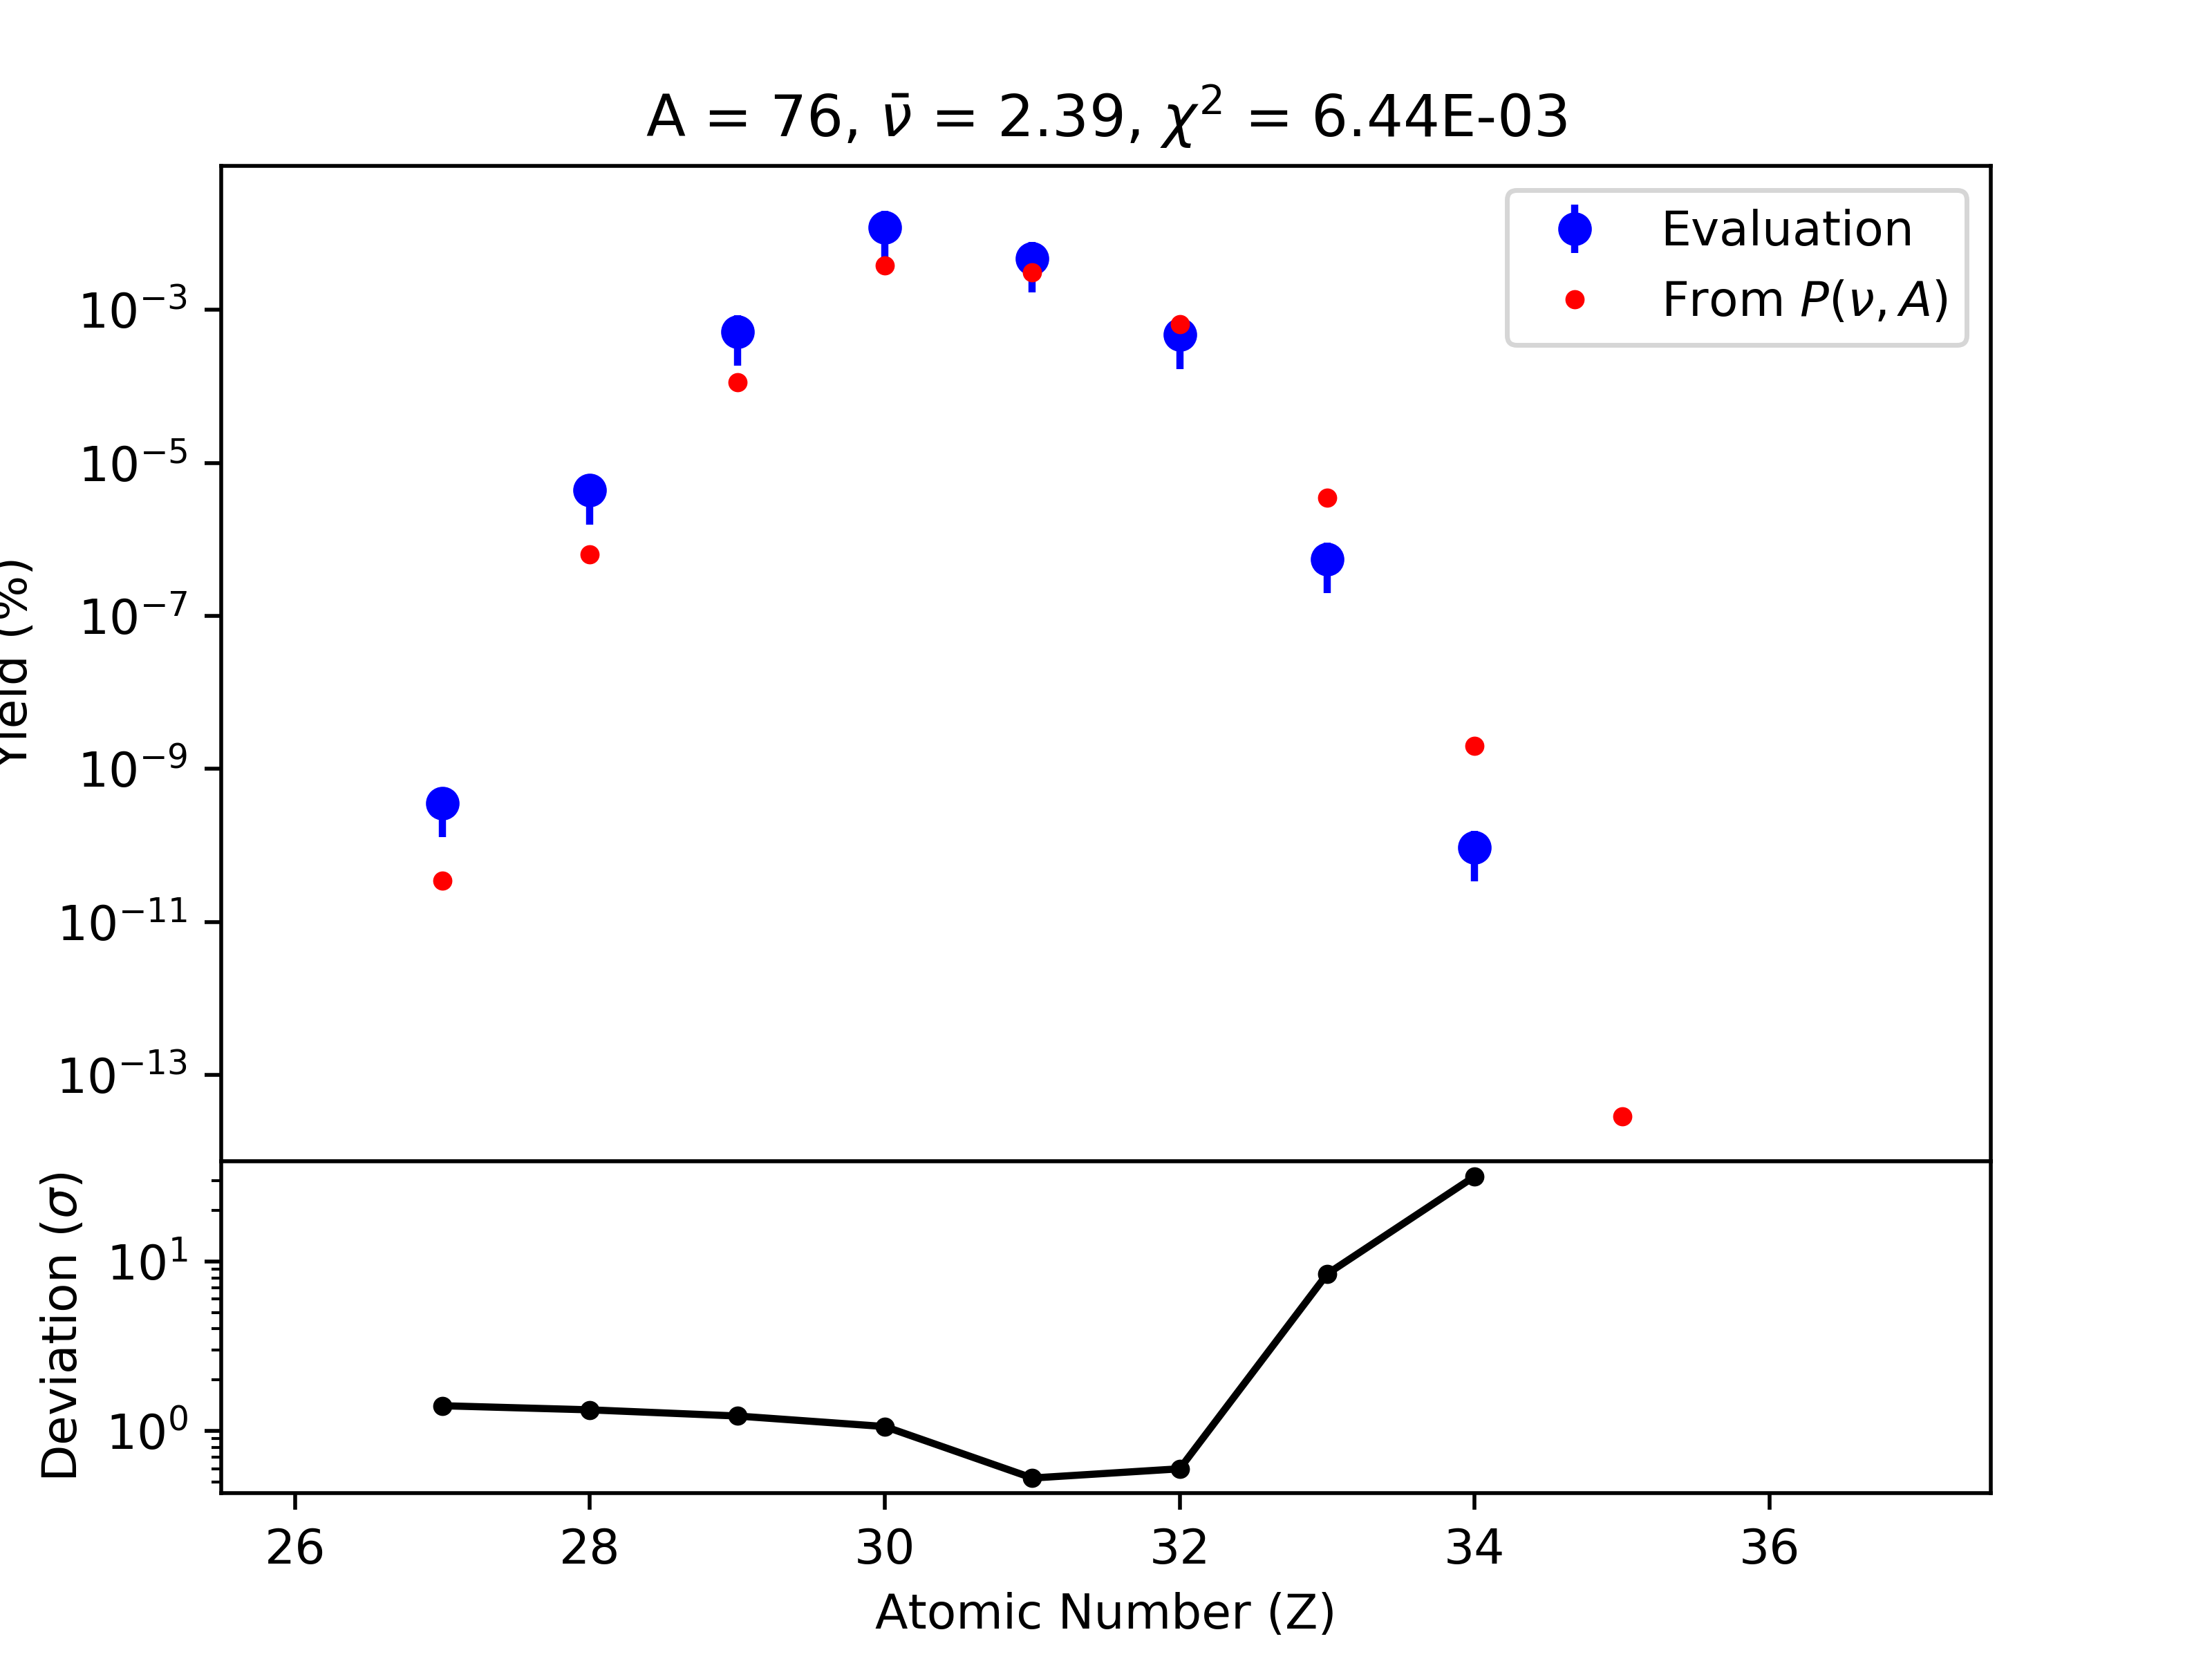 A = 76, ν̄ = 2.39, χ² = 6.44E-03
Evaluation
From P(ν, A)
Yield (%)
10⁻³
10⁻⁵
10⁻⁷
10⁻⁹
10⁻¹¹
10⁻¹³
Deviation (σ)
10¹
10⁰
26 28 30 32 34 36
Atomic Number (Z)